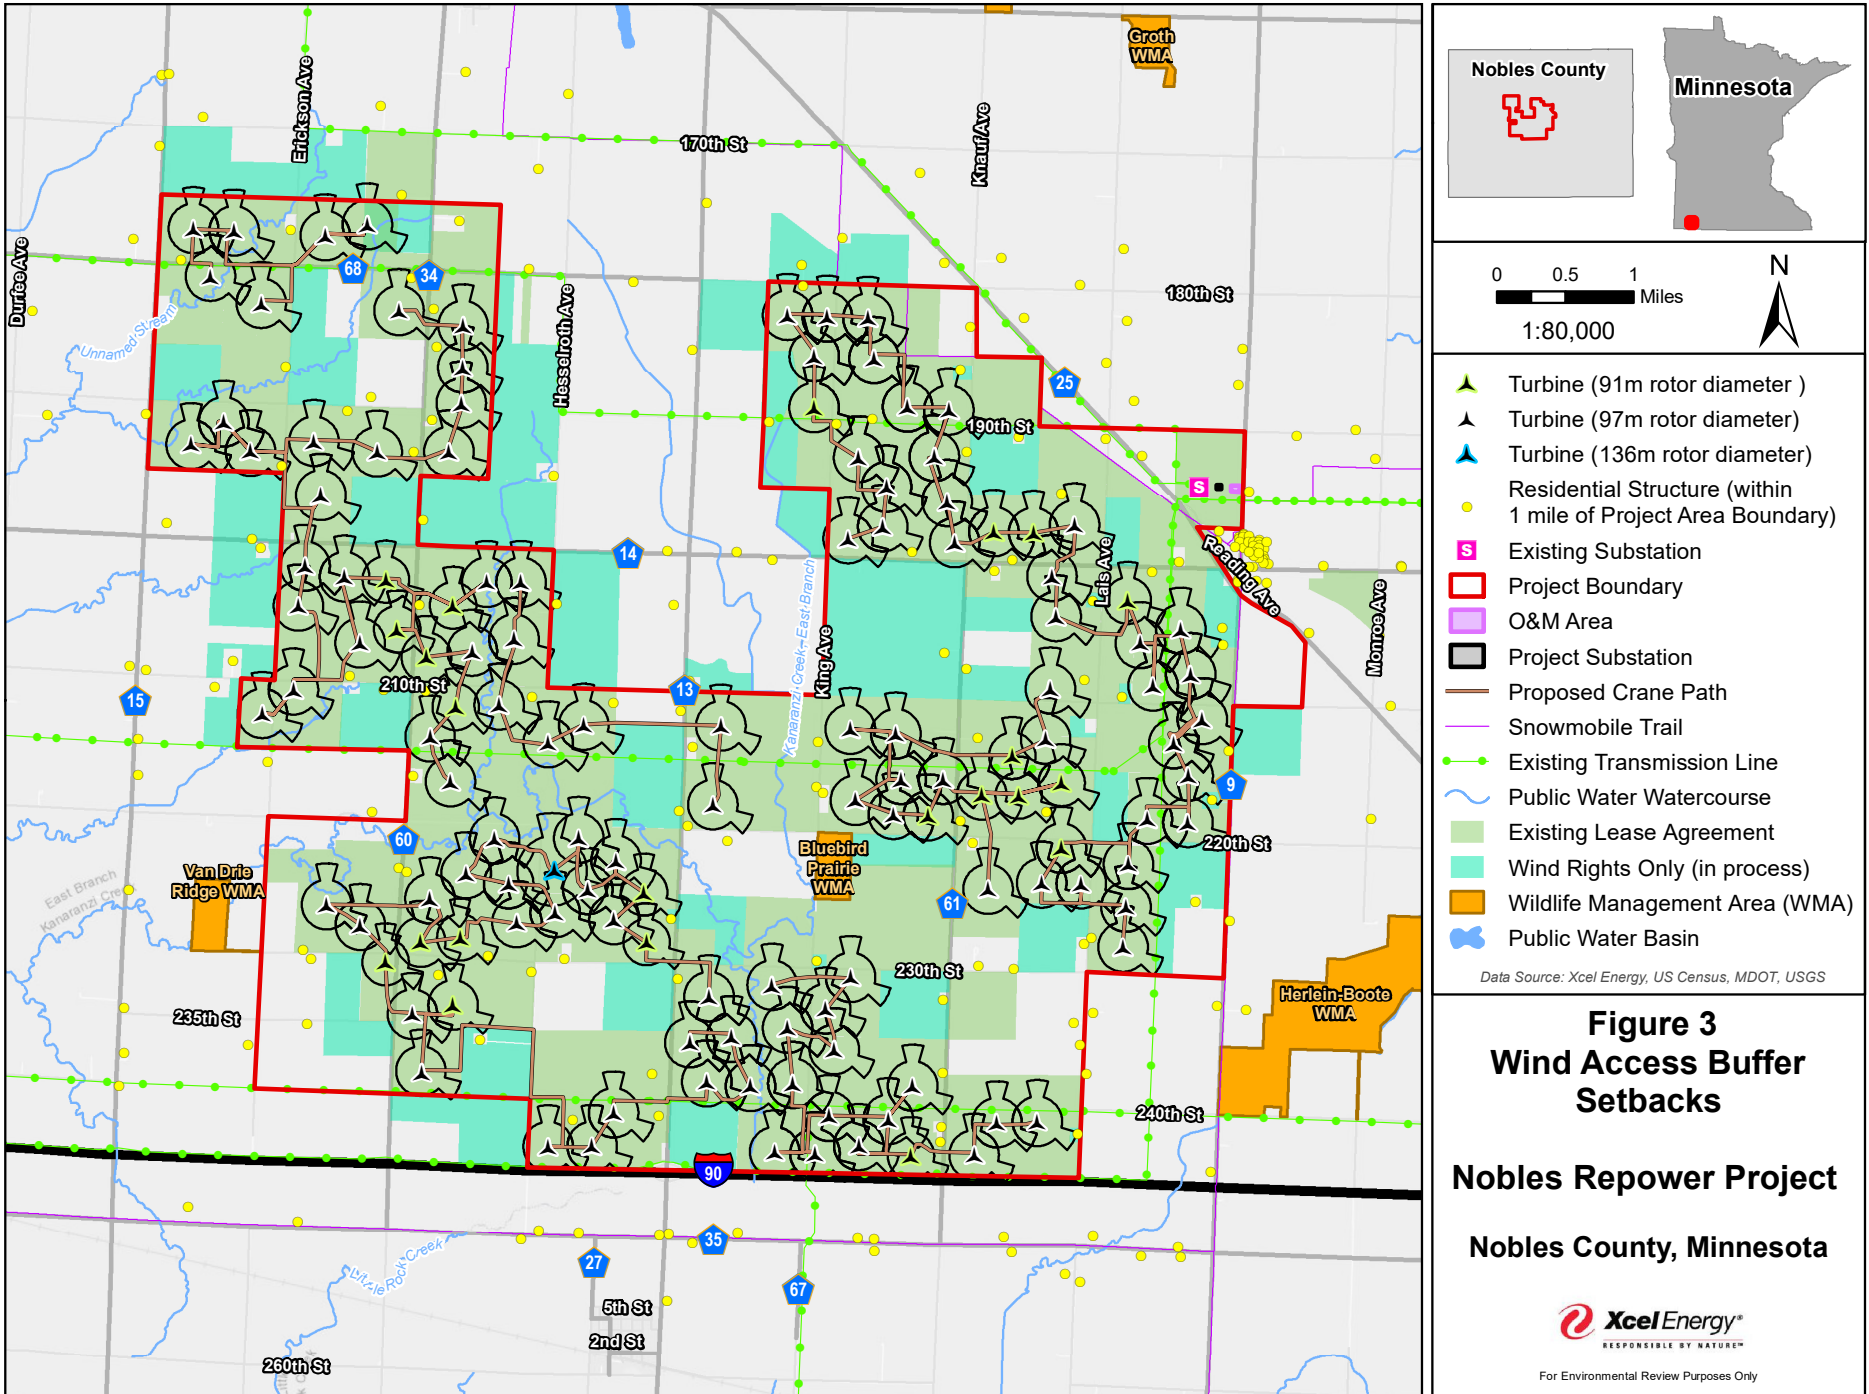 Groth
WMA
Erickson Ave
Knauf Ave
170th St
Durfee Ave
68
34
180th St
Unnamed Stream
Hesselroth Ave
25
190th St
14
Lais Ave
Reading Ave
Monroe Ave
Kanaranzi Creek, East Branch
King Ave
210th St
15
13
9
60
220th St
Van Drie
Ridge WMA
Bluebird
Prairie
WMA
East Branch
61
230th St
235th St
Herlein-Boote
WMA
240th St
90
Little Rock Creek
35
27
67
5th St
2nd St
260th St
Nobles County
Minnesota
0 0.5 1
Miles
1:80,000
N
Turbine (91m rotor diameter )
Turbine (97m rotor diameter)
Turbine (136m rotor diameter)
Residential Structure (within
1 mile of Project Area Boundary)
S Existing Substation
Project Boundary
O&M Area
Project Substation
Proposed Crane Path
Snowmobile Trail
Existing Transmission Line
Public Water Watercourse
Existing Lease Agreement
Wind Rights Only (in process)
Wildlife Management Area (WMA)
Public Water Basin
Data Source: Xcel Energy, US Census, MDOT, USGS
Figure 3
Wind Access Buffer
Setbacks
Nobles Repower Project
Nobles County, Minnesota
Xcel Energy®
RESPONSIBLE BY NATURE™
For Environmental Review Purposes Only